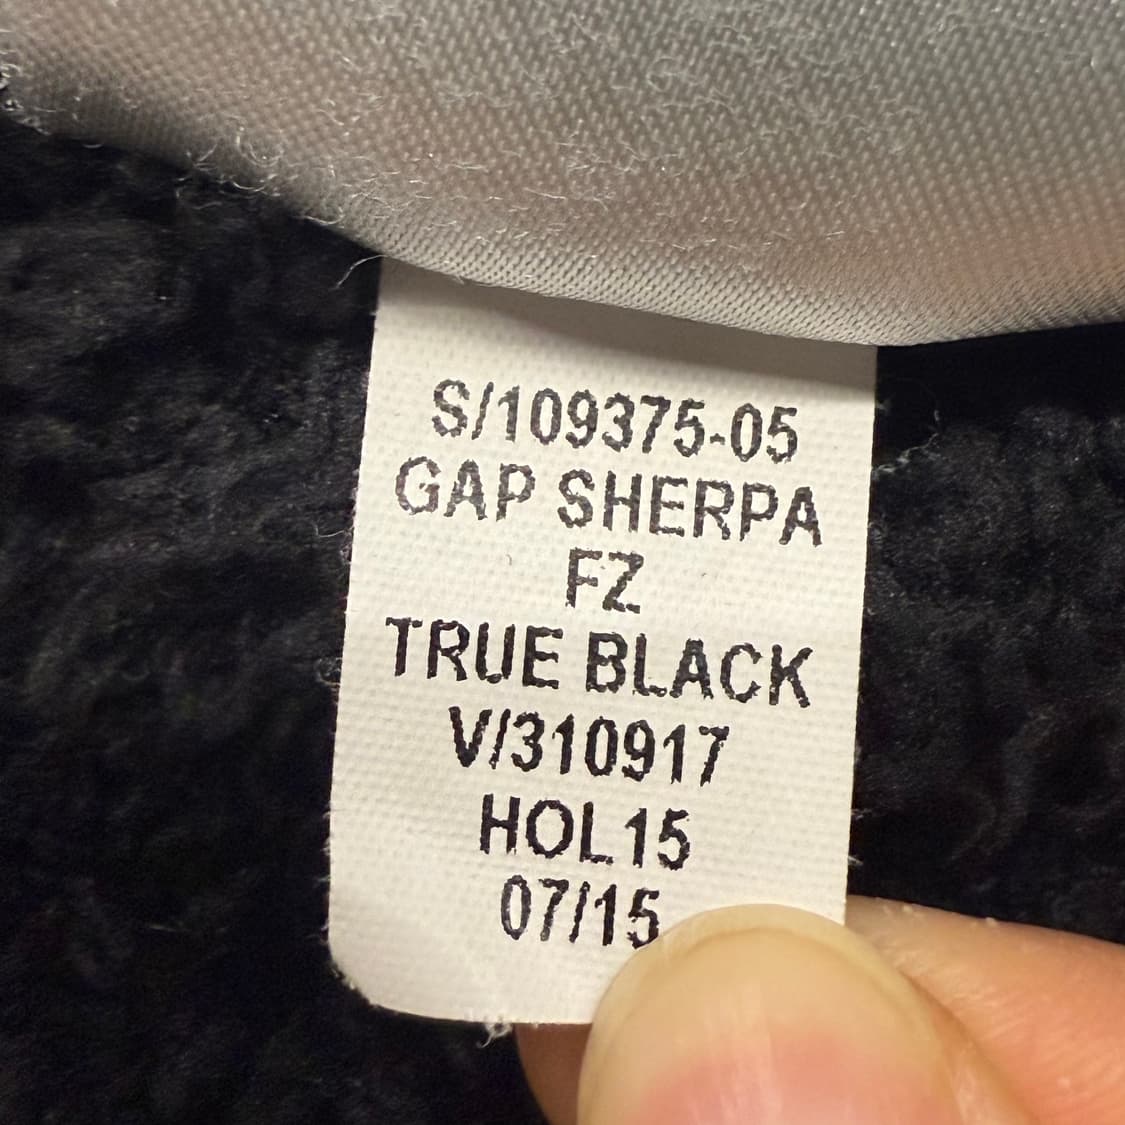 S/109375-05
GAP SHERPA
FZ
TRUE BLACK
V/310917
HOL15
07/15